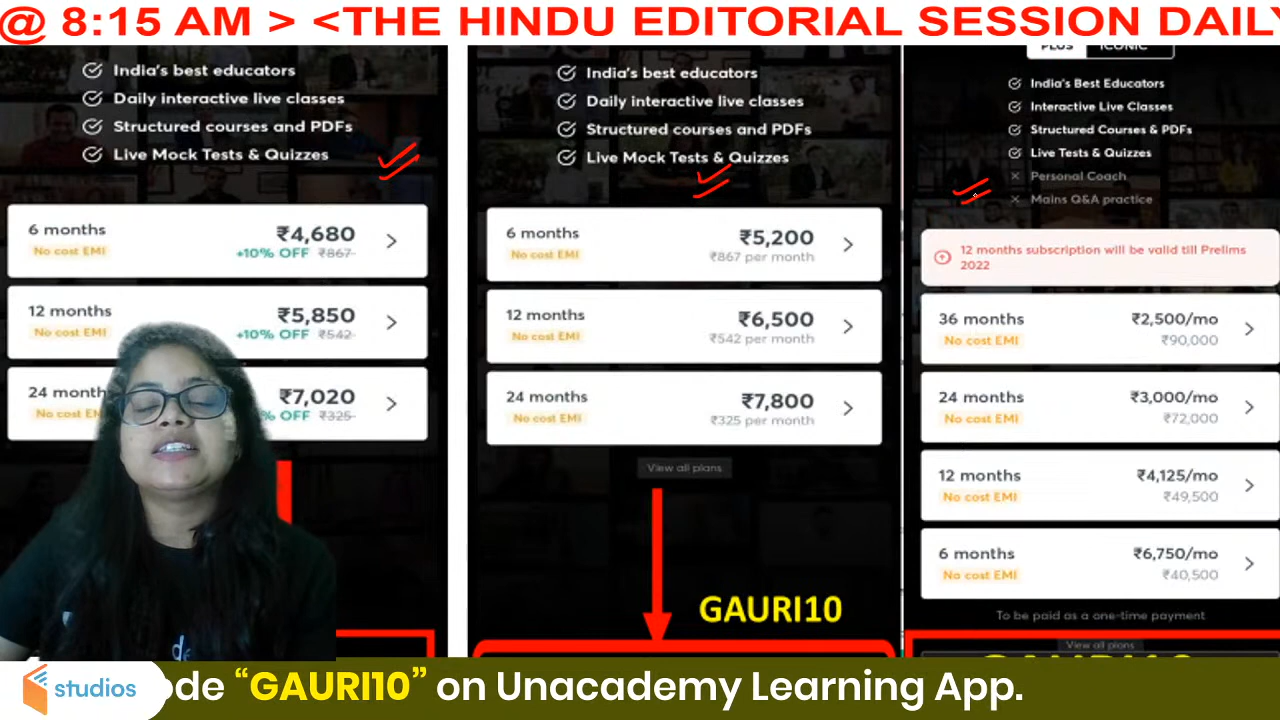 @ 8:15 AM > <THE HINDU EDITORIAL SESSION DAILY
India's best educators
Daily interactive live classes
Structured courses and PDFs
Live Mock Tests & Quizzes
6 months
₹4,680
No cost EMI
+10% OFF ₹867
12 months
₹5,850
No cost EMI
+10% OFF ₹542
24 month
₹7,020
No cost EM
% OFF ₹325
India's best educators
Daily interactive live classes
Structured courses and PDFs
Live Mock Tests & Quizzes
6 months
₹5,200
No cost EMI
₹867 per month
12 months
₹6,500
No cost EMI
₹542 per month
24 months
₹7,800
No cost EMI
₹325 per month
View all plans
GAURI10
PLUS ICONIC
India's Best Educators
Interactive Live Classes
Structured Courses & PDFs
Live Tests & Quizzes
Personal Coach
Mains Q&A practice
12 months subscription will be valid till Prelims
2022
36 months
₹2,500/mo
No cost EMI
₹90,000
24 months
₹3,000/mo
No cost EMI
₹72,000
12 months
₹4,125/mo
No cost EMI
₹49,500
6 months
₹6,750/mo
No cost EMI
₹40,500
To be paid as a one-time payment
View all plans
studios
ode “GAURI10” on Unacademy Learning App.